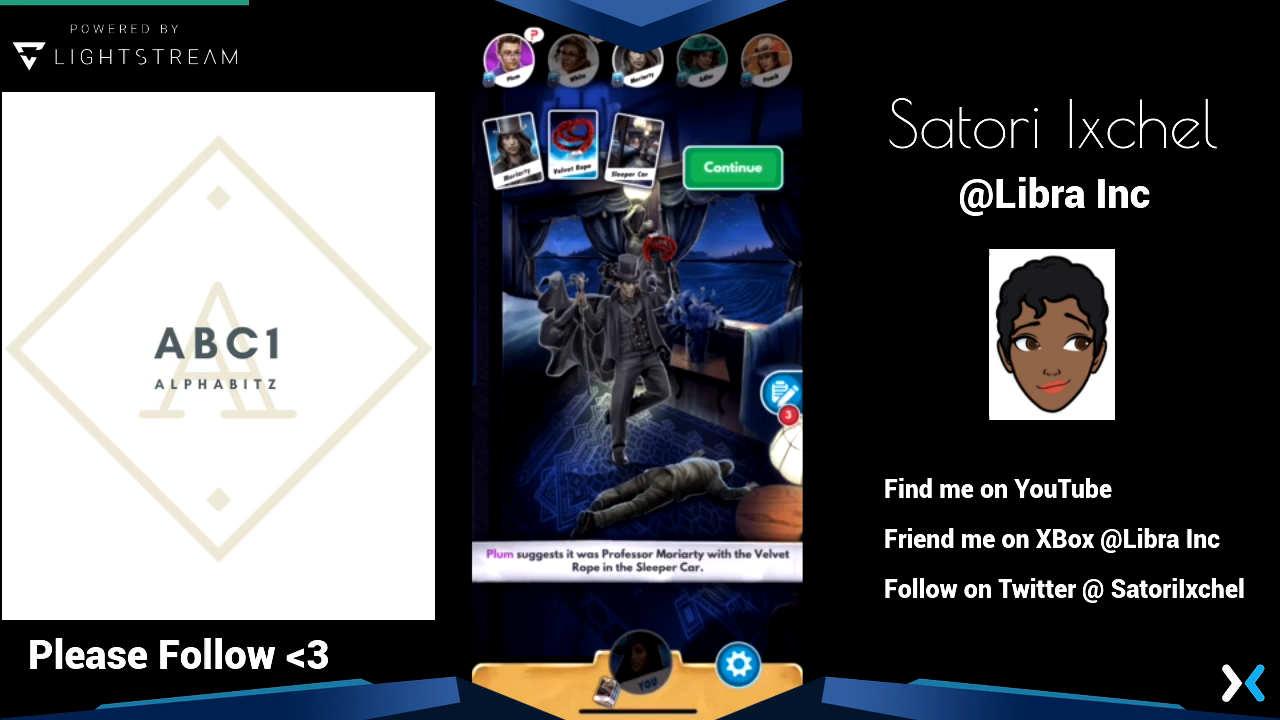 POWERED BY
LIGHTSTREAM
ABC1
ALPHABITZ
Please Follow <3
Plum
White
Moriarty
Adler
Peach
?
Moriarty
Velvet Rope
Sleeper Car
Continue
3
Plum suggests it was Professor Moriarty with the Velvet
Rope in the Sleeper Car.
YOU
Satori Ixchel
@Libra Inc
Find me on YouTube
Friend me on XBox @Libra Inc
Follow on Twitter @ SatoriIxchel